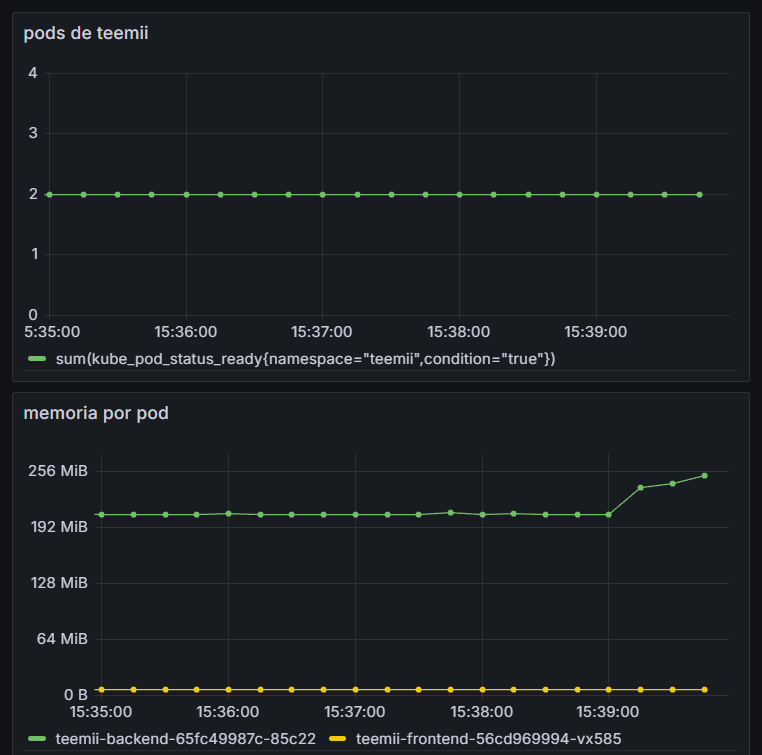 pods de teemii
4
3
2
1
0
5:35:00 15:36:00 15:37:00 15:38:00 15:39:00
sum(kube_pod_status_ready{namespace="teemii",condition="true"})
memoria por pod
256 MiB
192 MiB
128 MiB
64 MiB
0 B
15:35:00 15:36:00 15:37:00 15:38:00 15:39:00
teemii-backend-65fc49987c-85c22 teemii-frontend-56cd969994-vx585